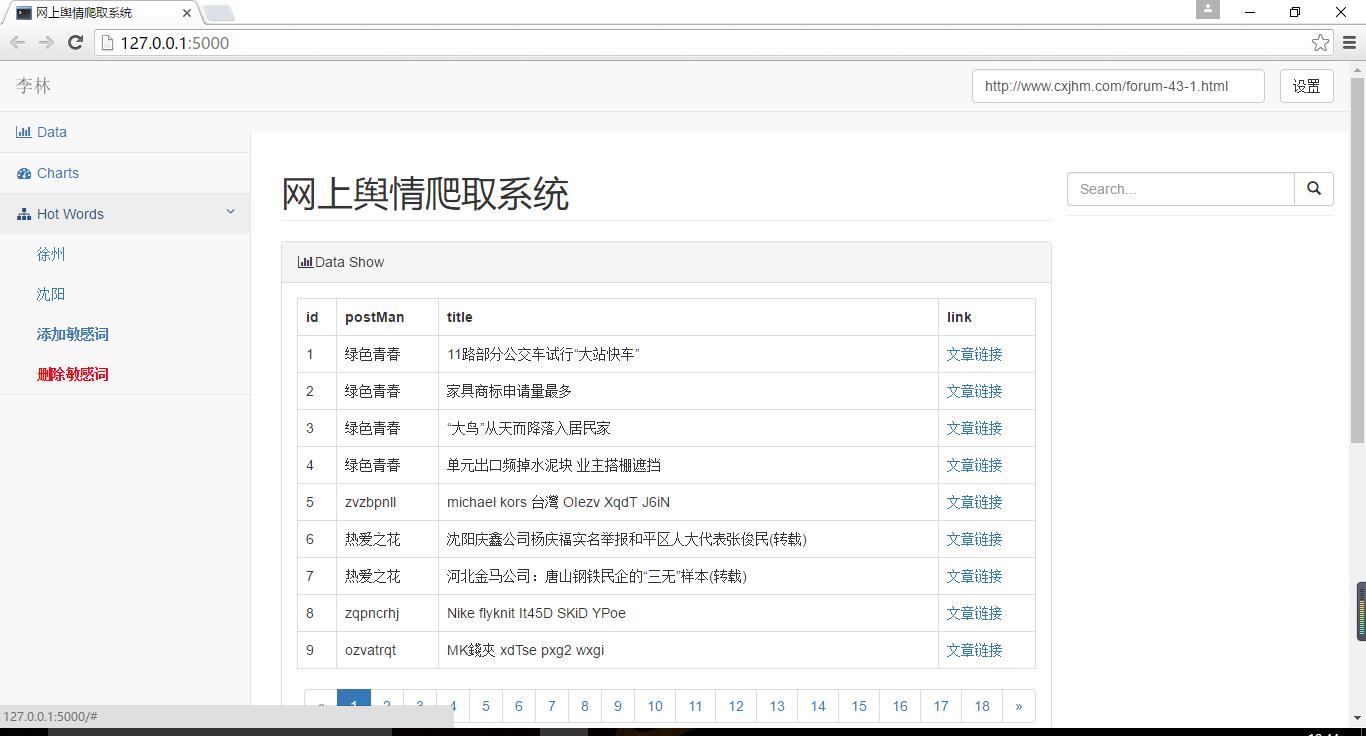 网上舆情爬取系统
127.0.0.1:5000
李林
http://www.cxjhm.com/forum-43-1.html 设置
Data
Charts
Hot Words
徐州
沈阳
添加敏感词
删除敏感词
网上舆情爬取系统
Search...
Data Show
id postMan title link
1 绿色青春 11路部分公交车试行“大站快车” 文章链接
2 绿色青春 家具商标申请量最多 文章链接
3 绿色青春 “大鸟”从天而降落入居民家 文章链接
4 绿色青春 单元出口频掉水泥块 业主搭棚遮挡 文章链接
5 zvzbpnll michael kors 台灣 OIezv XqdT J6iN 文章链接
6 热爱之花 沈阳庆鑫公司杨庆福实名举报和平区人大代表张俊民(转载) 文章链接
7 热爱之花 河北金马公司：唐山钢铁民企的“三无”样本(转载) 文章链接
8 zqpncrhj Nike flyknit It45D SKiD YPoe 文章链接
9 ozvatrqt MK錢夾 xdTse pxg2 wxgi 文章链接
« 1 2 3 4 5 6 7 8 9 10 11 12 13 14 15 16 17 18 »
127.0.0.1:5000/#